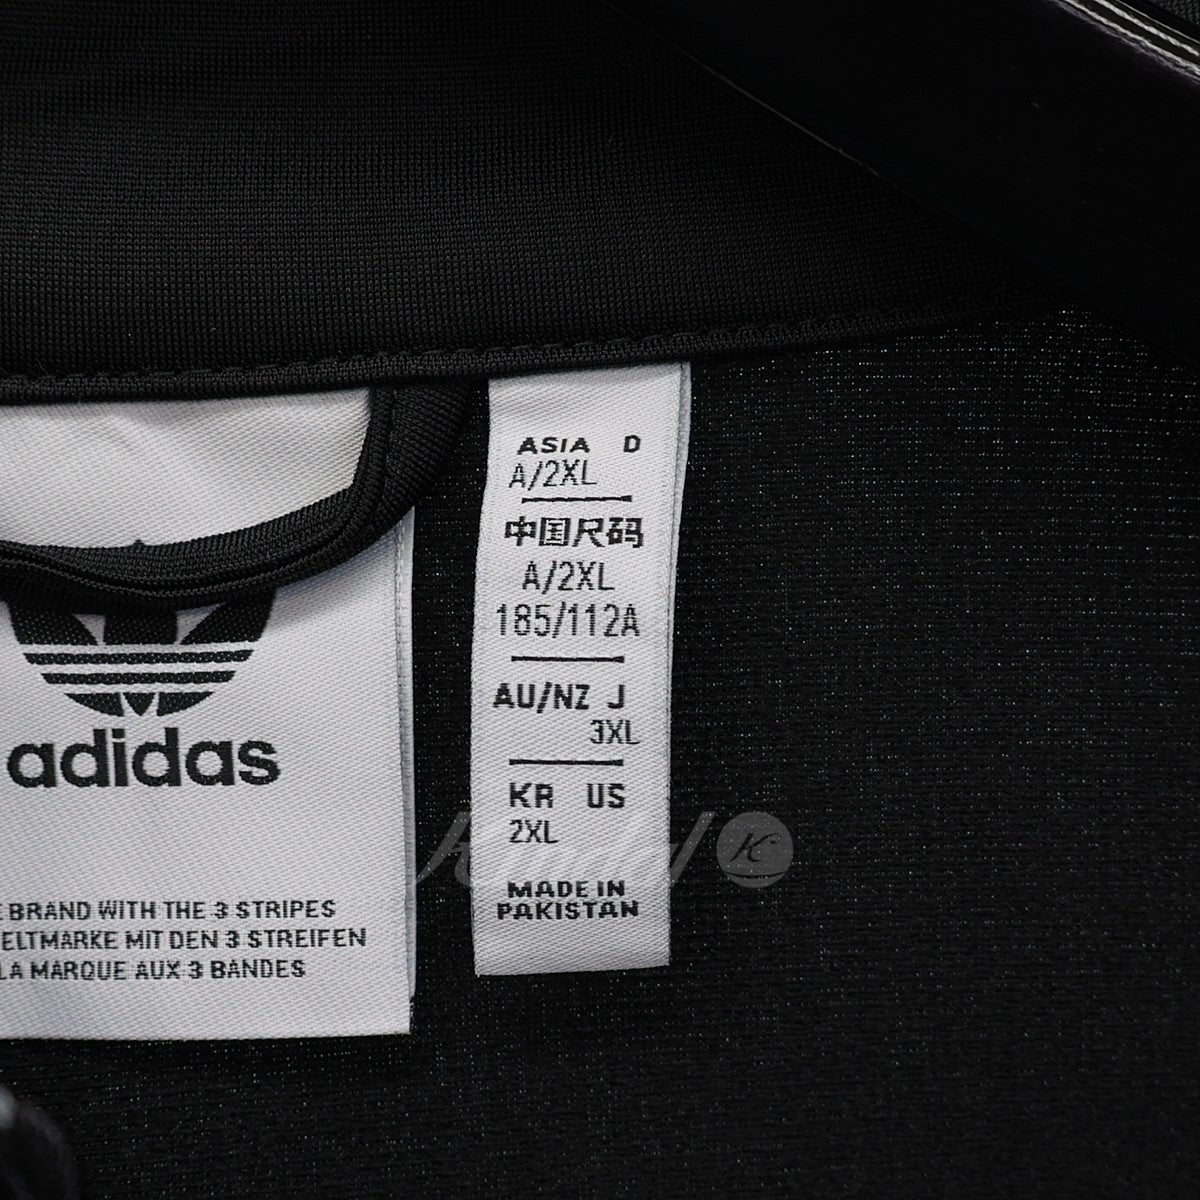 adidas
BRAND WITH THE 3 STRIPES
MIT DEN 3 STREIFEN
LA MARQUE AUX 3 BANDES
ASIA D
A/2XL
中国尺码
A/2XL
185/112A
AU/NZ J
3XL
KR US
2XL
MADE IN
PAKISTAN
K